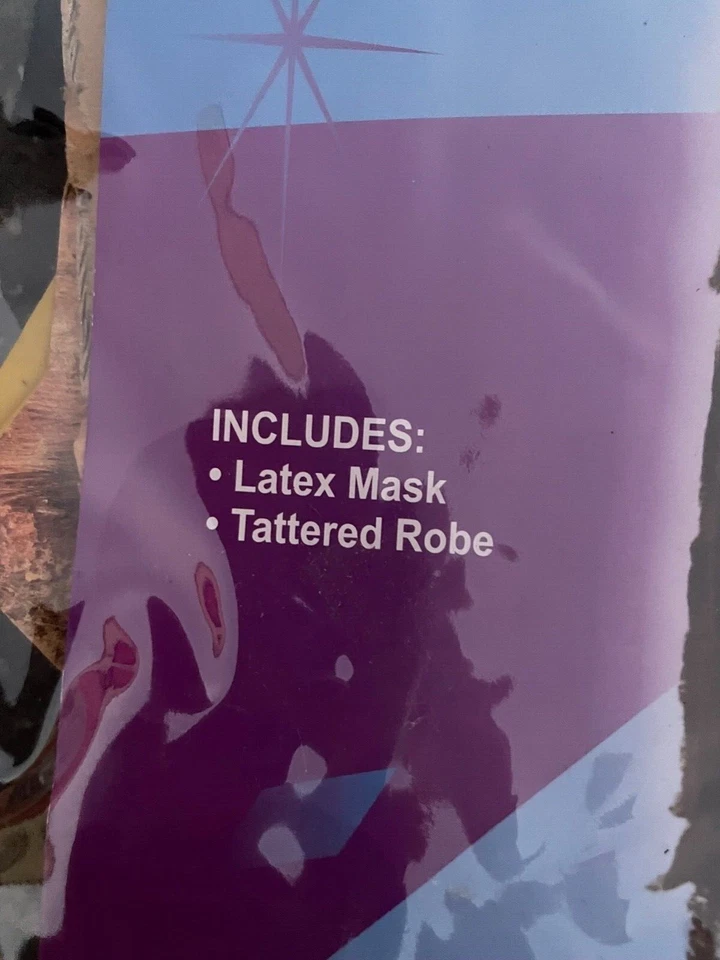 INCLUDES:
• Latex Mask
• Tattered Robe